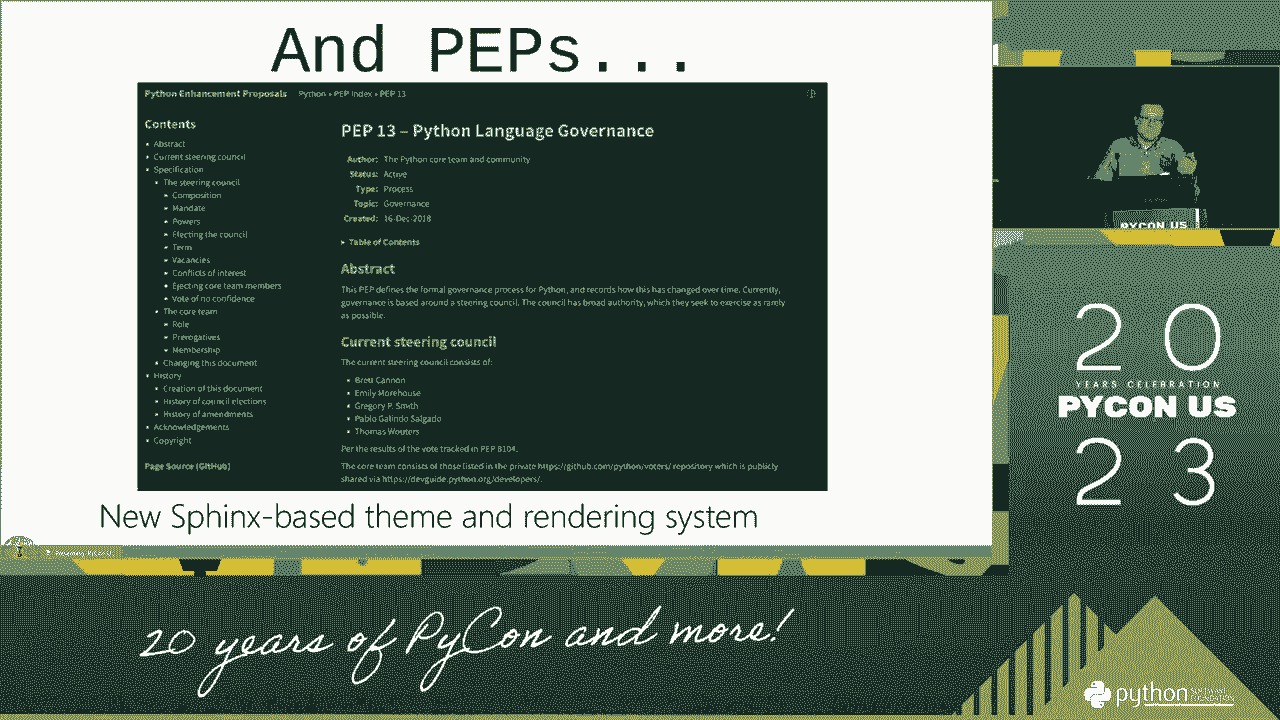 And PEPs...
Python Enhancement Proposals Python » PEP Index » PEP 13
Contents
Abstract
Current steering council
Specification
The steering council
Composition
Mandate
Powers
Electing the council
Term
Vacancies
Conflicts of interest
Ejecting core team members
Vote of no confidence
The core team
Role
Prerogatives
Membership
Changing this document
History
Creation of this document
History of council elections
History of amendments
Acknowledgements
Copyright
Page Source (GitHub)
PEP 13 – Python Language Governance
Author: The Python core team and community
Status: Active
Type: Process
Topic: Governance
Created: 16-Dec-2018
Table of Contents
Abstract
This PEP defines the formal governance process for Python, and records how this has changed over time. Currently,
governance is based around a steering council. The council has broad authority, which they seek to exercise as rarely
as possible.
Current steering council
The current steering council consists of:
Brett Cannon
Emily Morehouse
Gregory P. Smith
Pablo Galindo Salgado
Thomas Wouters
Per the results of the vote tracked in PEP 8104.
The core team consists of those listed in the private https://github.com/python/voters/ repository which is publicly
shared via https://devguide.python.org/developers/.
New Sphinx-based theme and rendering system
PYCON US
20
YEARS CELEBRATION
PYCON US
23
20 years of PyCon and more!
python